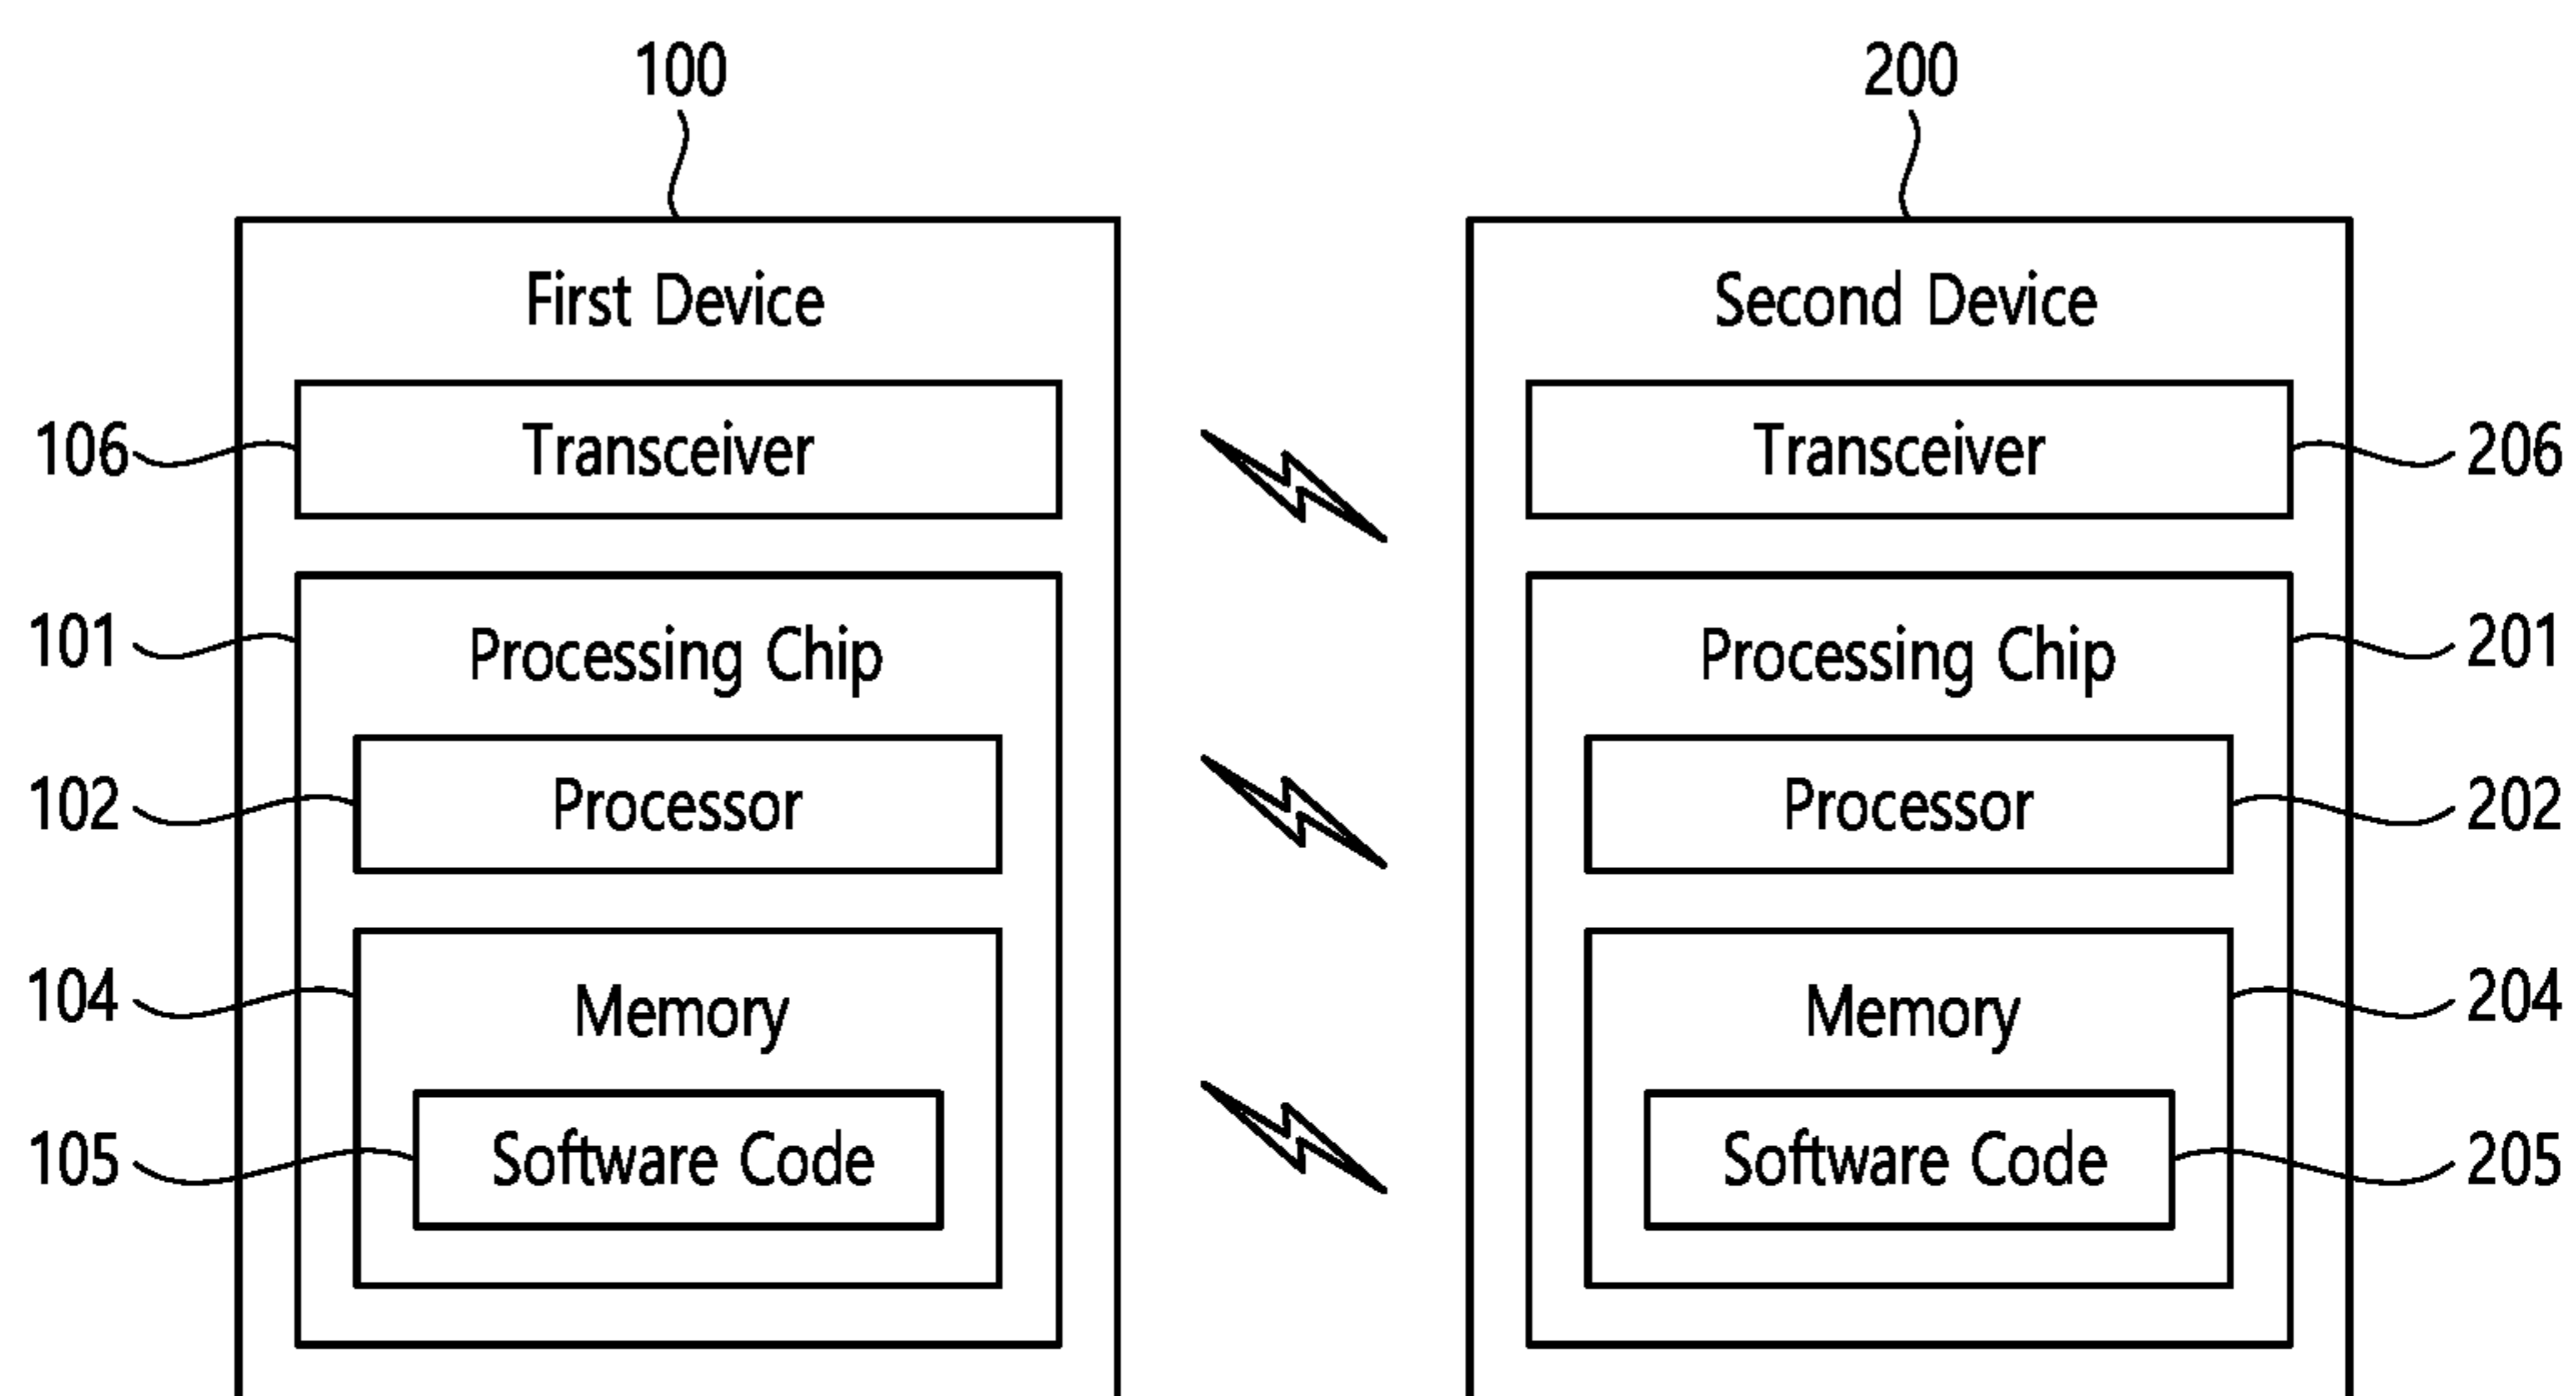 100
200
First Device
Second Device
106
Transceiver
Transceiver
206
101
Processing Chip
Processing Chip
201
102
Processor
Processor
202
104
Memory
Memory
204
105
Software Code
Software Code
205